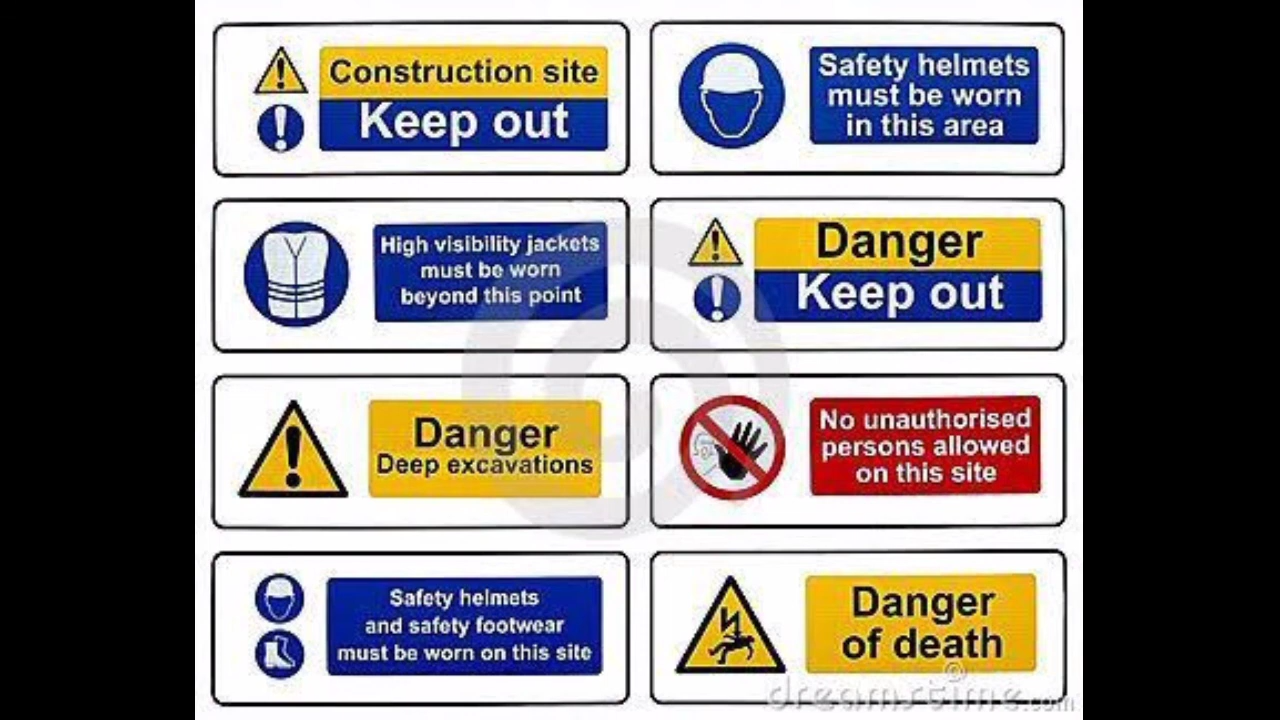 Construction site
Keep out
Safety helmets
must be worn
in this area
High visibility jackets
must be worn
beyond this point
Danger
Keep out
Danger
Deep excavations
No unauthorised
persons allowed
on this site
Safety helmets
and safety footwear
must be worn on this site
Danger
of death
dreamstime.com